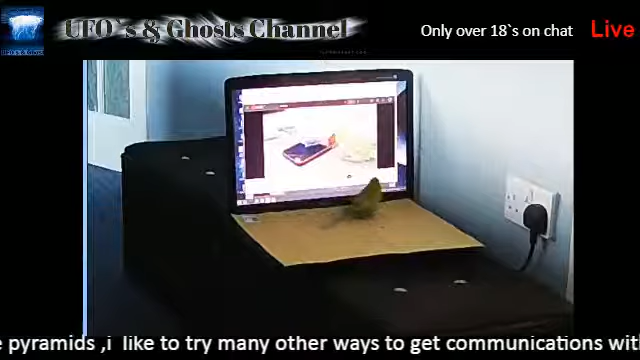 UFO`s & Ghosts Channel
Only over 18`s on chat
Live
e pyramids ,i like to try many other ways to get communications wit